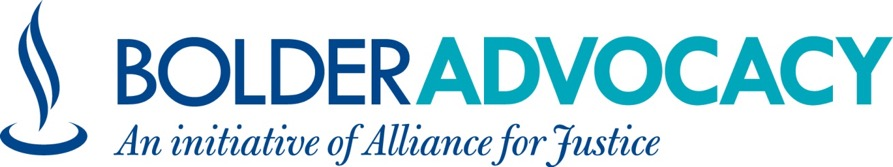 BOLDERADVOCACY
An initiative of Alliance for Justice